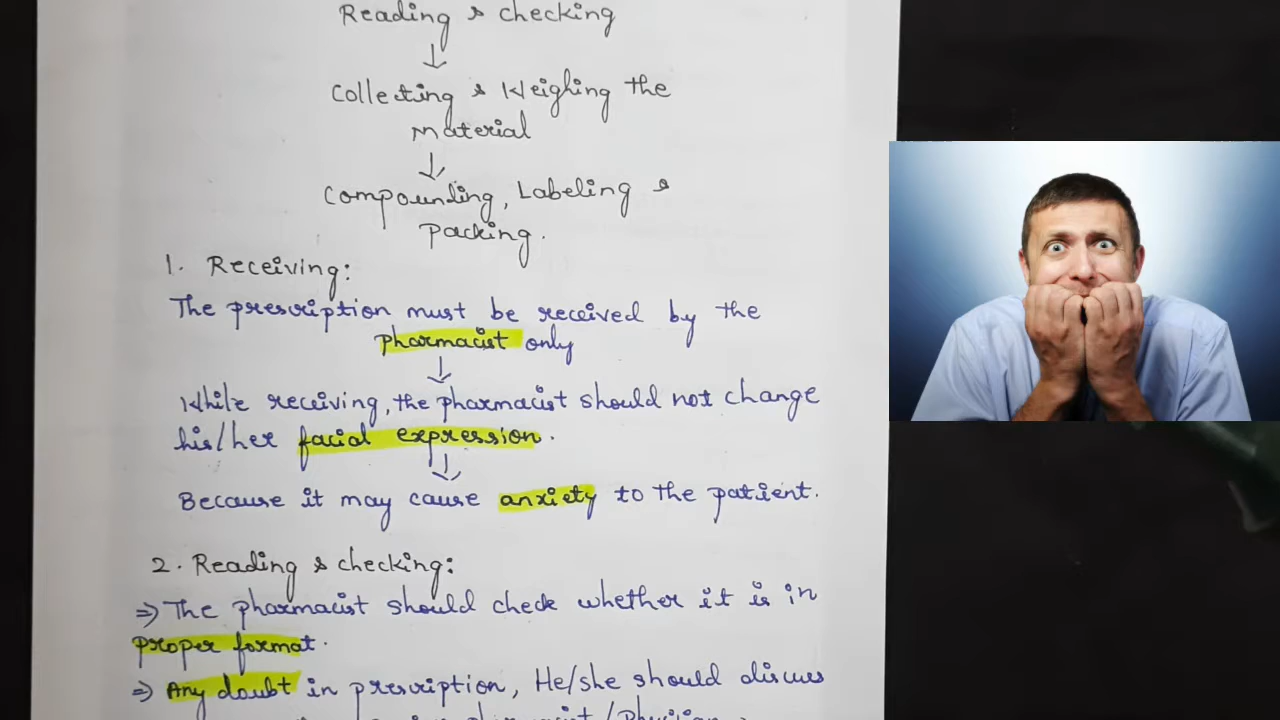 Reading & checking
↓
Collecting & Weighing the
Material
↓
Compounding, Labeling &
Packing.
1. Receiving:
The prescription must be received by the
pharmacist only
↓
While receiving, the pharmacist should not change
his/her facial expression.
↓
Because it may cause anxiety to the patient.
2. Reading & checking:
⇒ The pharmacist should check whether it is in
proper format.
⇒ Any doubt in prescription, He/she should discuss